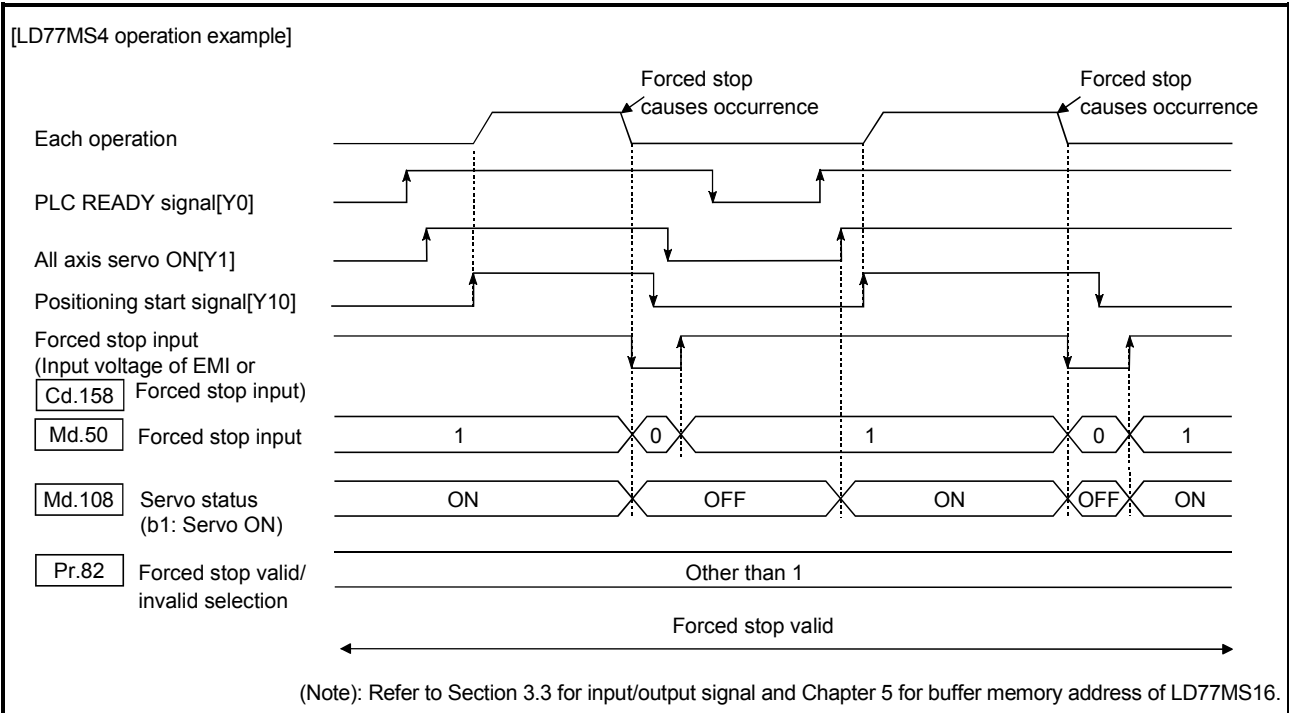 [LD77MS4 operation example]
Forced stop
causes occurrence
Forced stop
causes occurrence
Each operation
PLC READY signal[Y0]
All axis servo ON[Y1]
Positioning start signal[Y10]
Forced stop input
(Input voltage of EMI or
Cd.158 Forced stop input)
Md.50 Forced stop input 1 0 1 0 1
Md.108 Servo status ON OFF ON OFF ON
(b1: Servo ON)
Pr.82 Forced stop valid/ Other than 1
invalid selection
Forced stop valid
(Note): Refer to Section 3.3 for input/output signal and Chapter 5 for buffer memory address of LD77MS16.